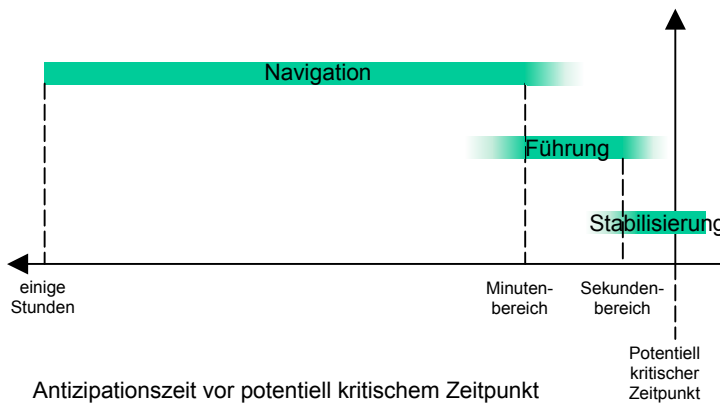 Navigation
Führung
Stabilisierung
einige
Stunden
Minuten-
bereich
Sekunden-
bereich
Potentiell
kritischer
Zeitpunkt
Antizipationszeit vor potentiell kritischem Zeitpunkt